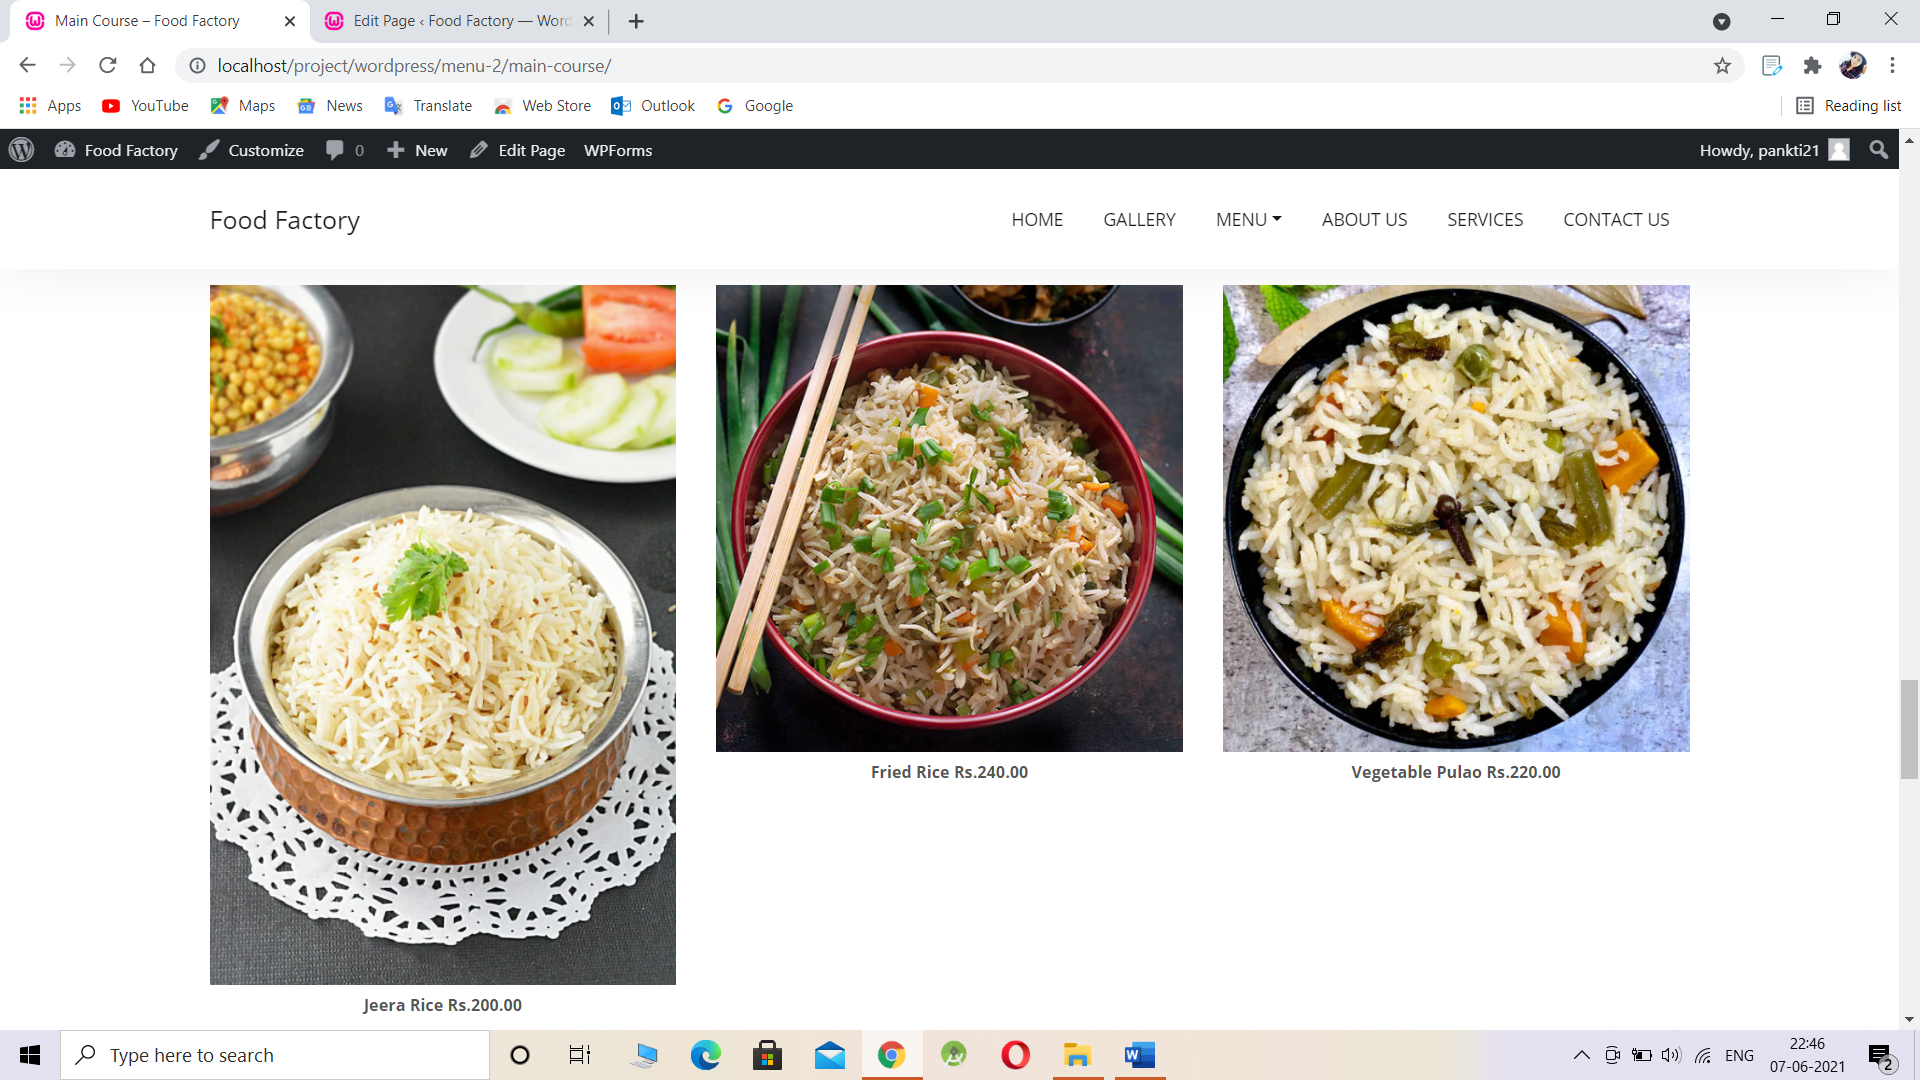 Main Course – Food Factory
Edit Page ‹ Food Factory — Word
localhost/project/wordpress/menu-2/main-course/
Apps YouTube Maps News Translate Web Store Outlook Google Reading list
Food Factory Customize 0 New Edit Page WPForms Howdy, pankti21
Food Factory HOME GALLERY MENU ABOUT US SERVICES CONTACT US
Fried Rice Rs.240.00
Vegetable Pulao Rs.220.00
Jeera Rice Rs.200.00
Type here to search
ENG
22:46
07-06-2021
2